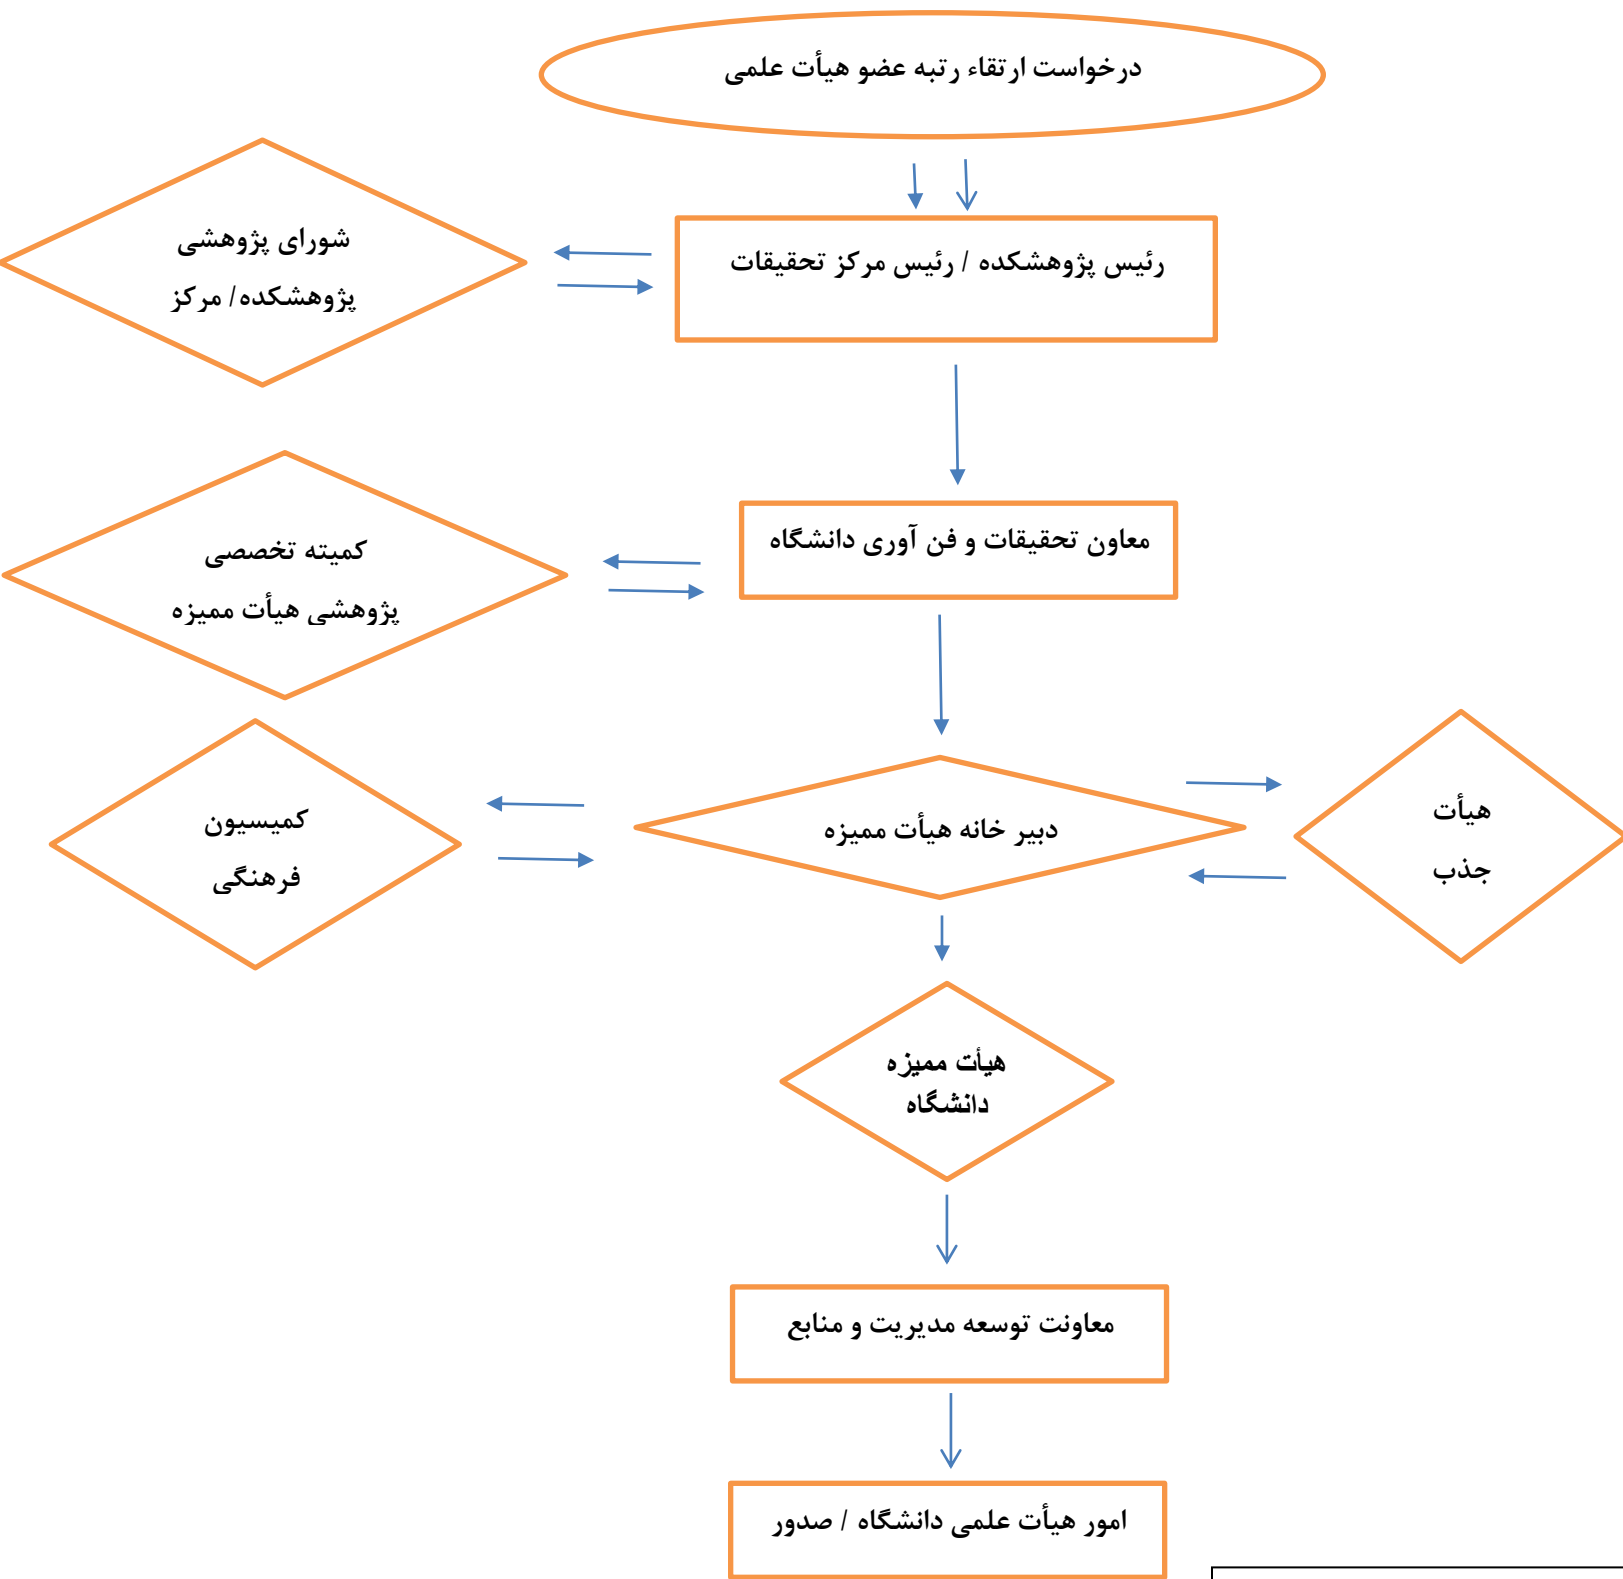 درخواست ارتقاء رتبه عضو هیأت علمی
رئیس پژوهشکده / رئیس مرکز تحقیقات
شورای پژوهشی
پژوهشکده/ مرکز
معاون تحقیقات و فن آوری دانشگاه
کمیته تخصصی
پژوهشی هیأت ممیزه
دبیر خانه هیأت ممیزه
کمیسیون
فرهنگی
هیأت
جذب
هیأت ممیزه
دانشگاه
معاونت توسعه مدیریت و منابع
امور هیأت علمی دانشگاه / صدور